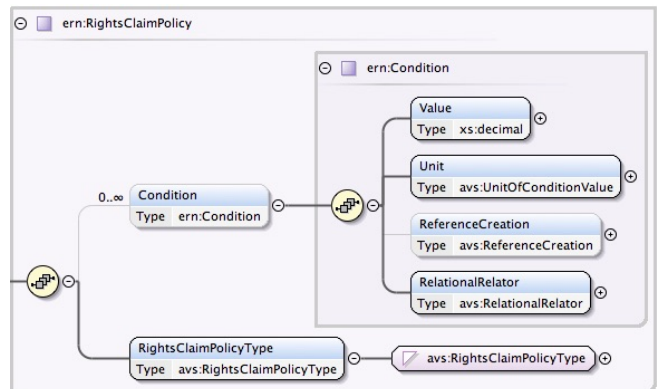 ern:RightsClaimPolicy
ern:Condition
Value
Type xs:decimal
Unit
Type avs:UnitOfConditionValue
0..∞
Condition
Type ern:Condition
ReferenceCreation
Type avs:ReferenceCreation
RelationalRelator
Type avs:RelationalRelator
RightsClaimPolicyType
Type avs:RightsClaimPolicyType
avs:RightsClaimPolicyType